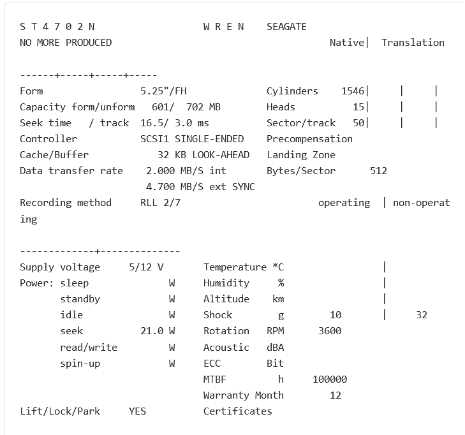 S T 4 7 0 2 N                  W R E N    SEAGATE
NO MORE PRODUCED                                     Native|  Translation
------+-----+-----+-----
Form                 5.25"/FH            Cylinders    1546|     |     |
Capacity form/unform   601/  702 MB      Heads          15|     |     |
Seek time   / track  16.5/ 3.0 ms        Sector/track   50|     |     |
Controller           SCSI1 SINGLE-ENDED  Precompensation
Cache/Buffer            32 KB LOOK-AHEAD Landing Zone
Data transfer rate    2.000 MB/S int     Bytes/Sector      512
                      4.700 MB/S ext SYNC
Recording method     RLL 2/7                       operating  | non-operat
ing
------------+--------------
Supply voltage     5/12 V       Temperature *C                |
Power: sleep              W     Humidity     %                |
       standby            W     Altitude    km                |
       idle               W     Shock        g        10      |    32
       seek          21.0 W     Rotation   RPM      3600
       read/write         W     Acoustic   dBA
       spin-up            W     ECC        Bit
                                MTBF         h     100000
                                Warranty Month        12
Lift/Lock/Park     YES          Certificates